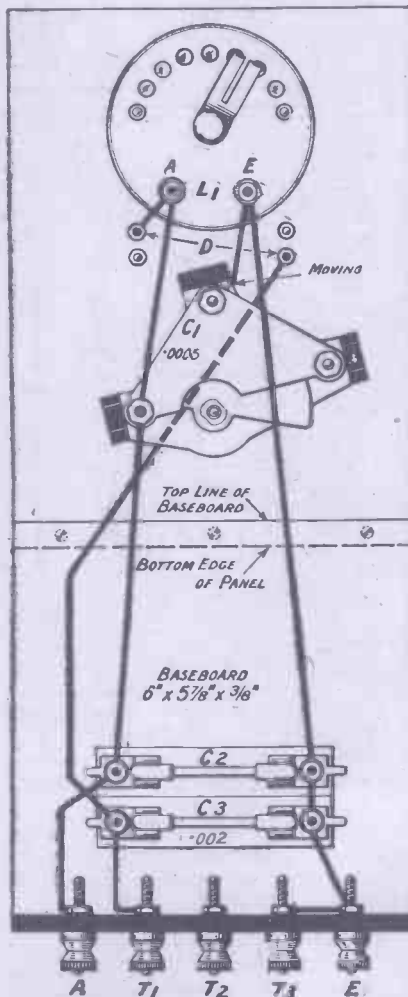 A L1 E
D
MOVING
C1
.0005
TOP LINE OF
BASEBOARD
BOTTOM EDGE
OF PANEL
BASEBOARD
6" x 5 7/8" x 3/8"
C2
C3
.002
A T1 T2 T3 E